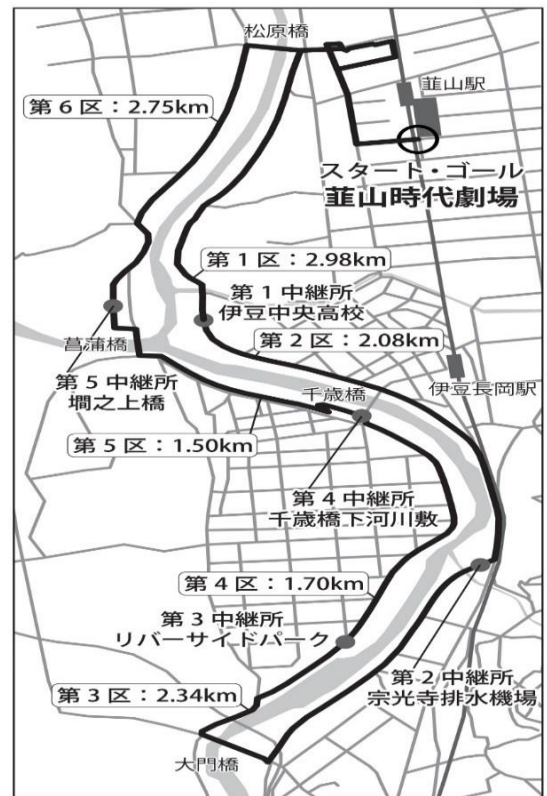 松原橋
韮山駅
第6区:2.75km
スタート・ゴール
韮山時代劇場
第1区:2.98km
第1中継所
伊豆中央高校
第2区:2.08km
菖蒲橋
第5中継所
壩之上橋
千歳橋
伊豆長岡駅
第5区:1.50km
第4中継所
千歳橋下河川敷
第4区:1.70km
第3中継所
リバーサイドパーク
第2中継所
宗光寺排水機場
第3区:2.34km
大門橋